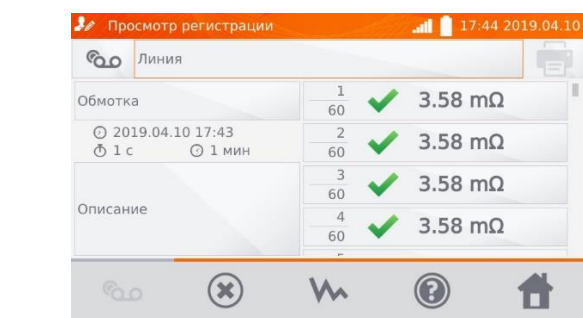 Просмотр регистрации 17:44 2019.04.10
Линия
Обмотка
2019.04.10 17:43
1 с 1 мин
Описание
1
60
3.58 mΩ
2
60
3.58 mΩ
3
60
3.58 mΩ
4
60
3.58 mΩ